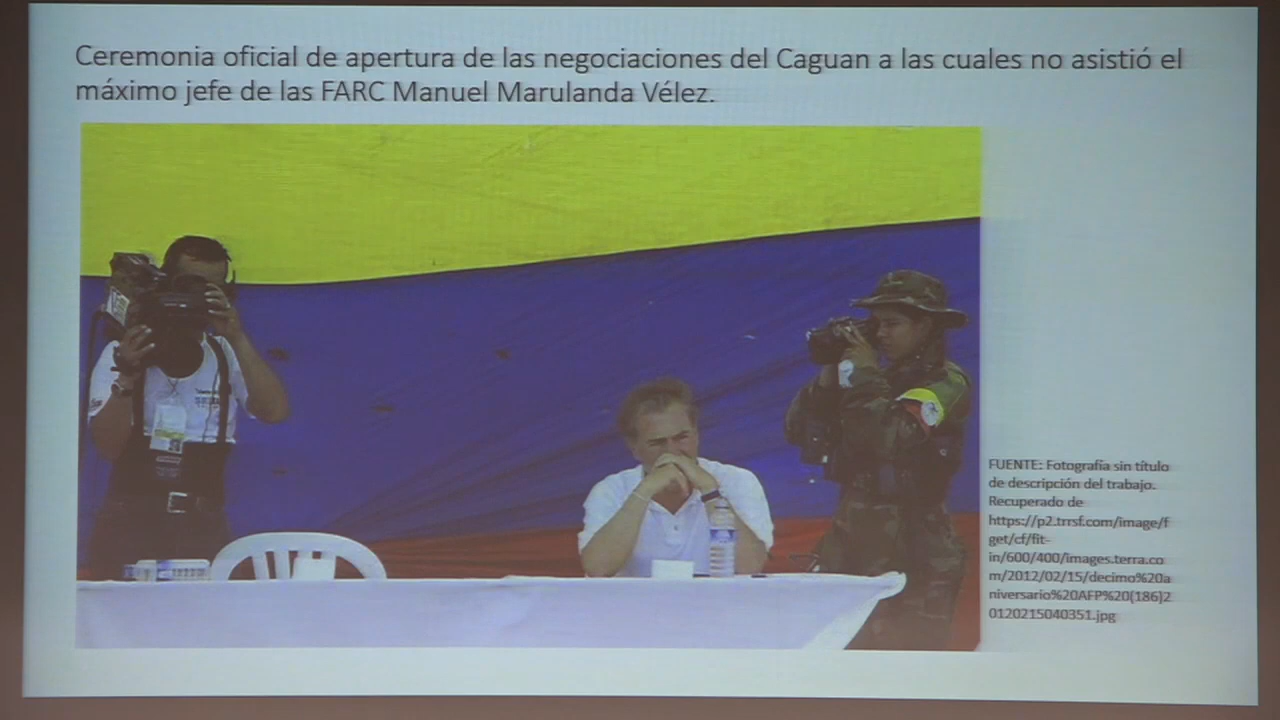 Ceremonia oficial de apertura de las negociaciones del Caguan a las cuales no asistió el
máximo jefe de las FARC Manuel Marulanda Vélez.
FUENTE: Fotografía sin título
de descripción del trabajo.
Recuperado de
https://p2.trrsf.com/image/f
get/cf/fit-
in/600/400/images.terra.co
m/2012/02/15/decimo%20a
niversario%20AFP%20(186)2
0120215040351.jpg